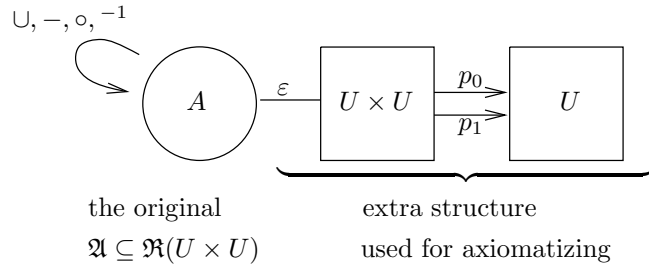 ∪, −, ∘, ⁻¹
A
ε
U × U
p₀
p₁
U
the original
𝔄 ⊆ ℜ(U × U)
extra structure
used for axiomatizing